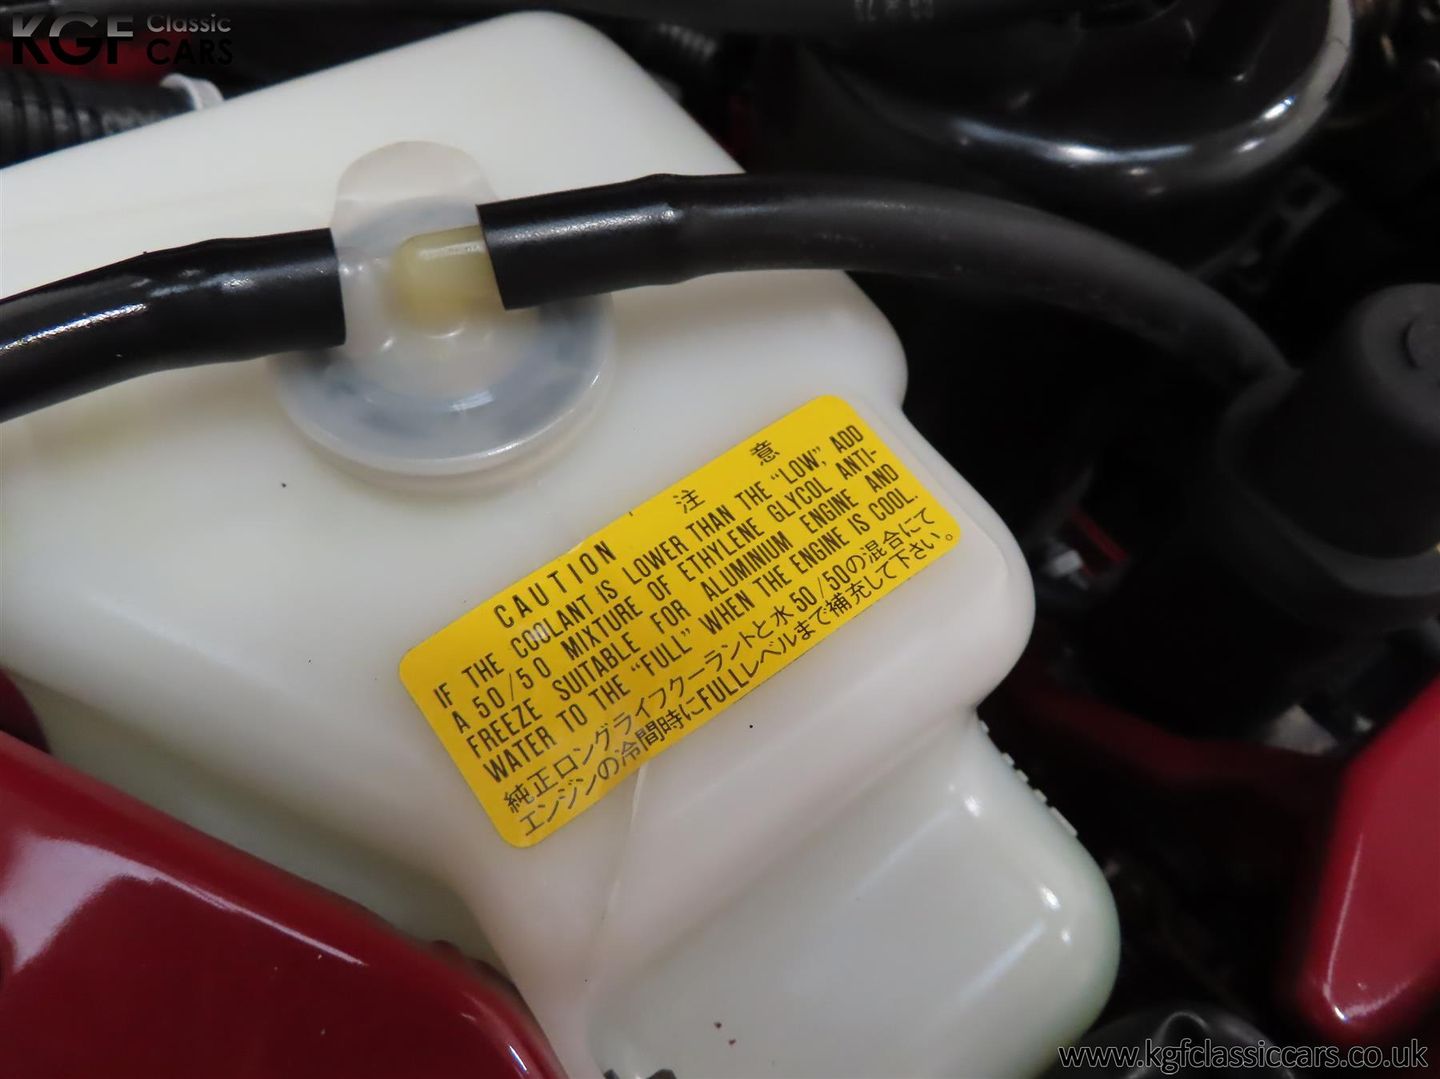 KGF Classic
CARS
CAUTION 注意
IF THE COOLANT IS LOWER THAN THE "LOW", ADD
A 50/50 MIXTURE OF ETHYLENE GLYCOL ANTI-
FREEZE SUITABLE FOR ALUMINIUM ENGINE AND
WATER TO THE "FULL" WHEN THE ENGINE IS COOL.
純正ロングライフクーラントと水50/50の混合にて
エンジンの冷間時にFULLレベルまで補充して下さい。
www.kgfclassiccars.co.uk